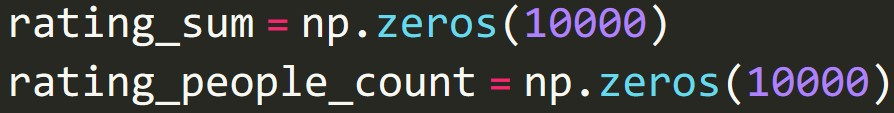 rating_sum = np.zeros(10000)
rating_people_count = np.zeros(10000)